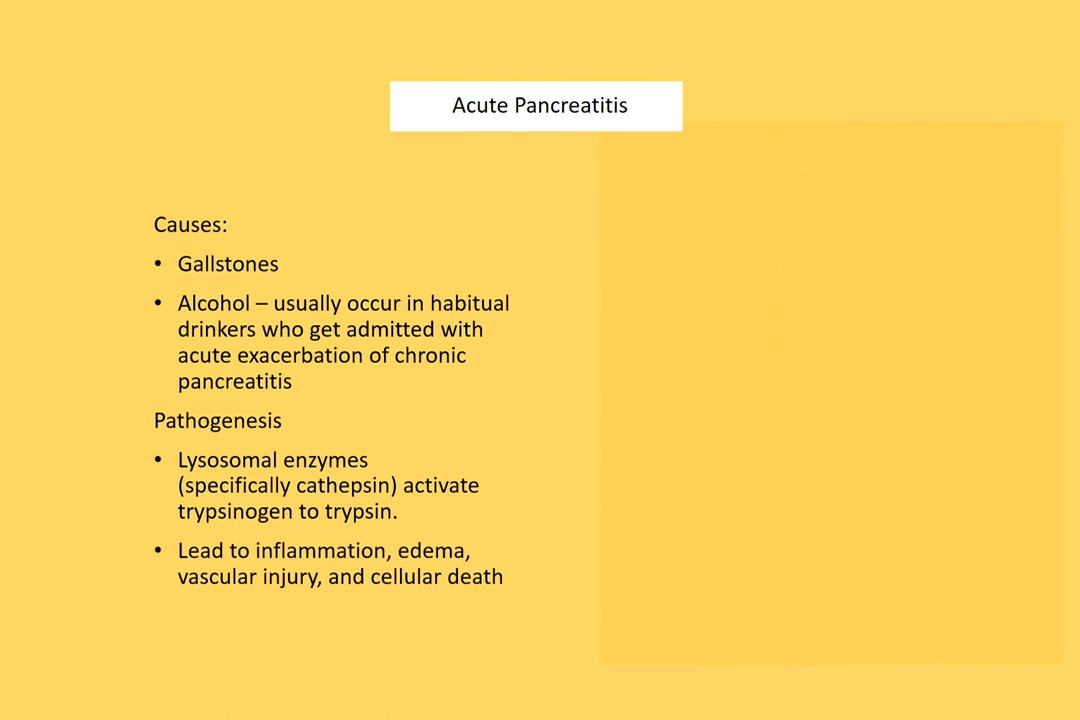 Acute Pancreatitis
Causes:
• Gallstones
• Alcohol – usually occur in habitual
drinkers who get admitted with
acute exacerbation of chronic
pancreatitis
Pathogenesis
• Lysosomal enzymes
(specifically cathepsin) activate
trypsinogen to trypsin.
• Lead to inflammation, edema,
vascular injury, and cellular death